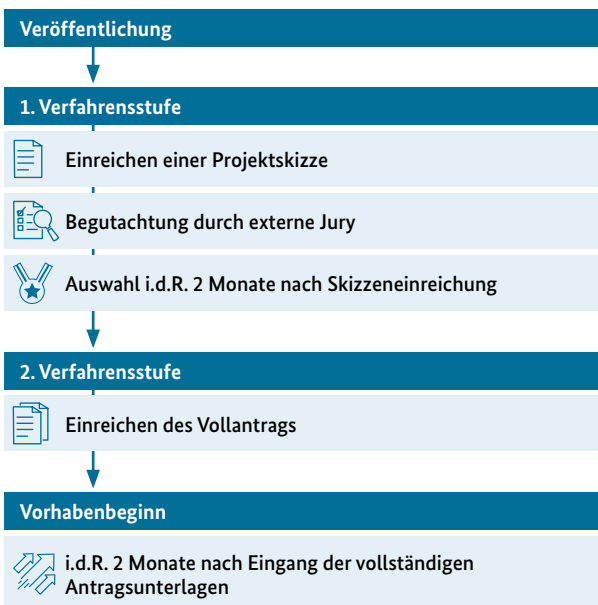 Veröffentlichung
1. Verfahrensstufe
Einreichen einer Projektskizze
Begutachtung durch externe Jury
Auswahl i.d.R. 2 Monate nach Skizzeneinreichung
2. Verfahrensstufe
Einreichen des Vollantrags
Vorhabenbeginn
i.d.R. 2 Monate nach Eingang der vollständigen
Antragsunterlagen